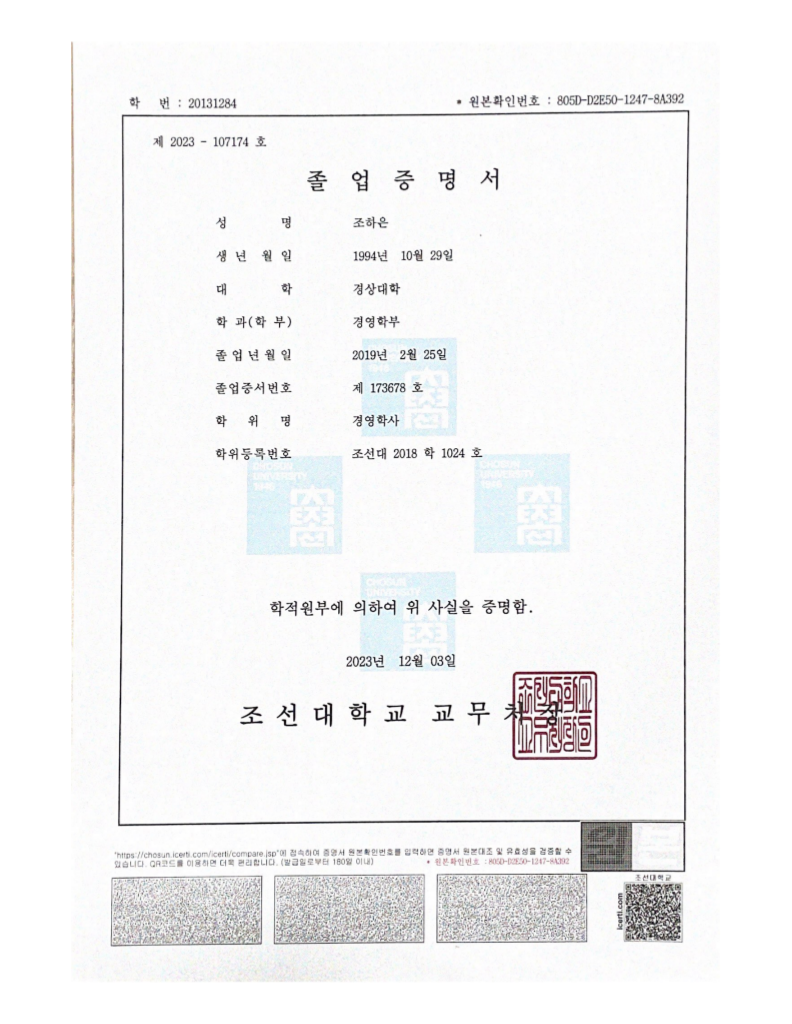 학 번 : 20131284
* 원본확인번호 : 805D-D2E50-1247-8A392
제 2023 - 107174 호
졸 업 증 명 서
성 명 조하은
생 년 월 일 1994년 10월 29일
대 학 경상대학
학 과(학 부) 경영학부
졸 업 년 월 일 2019년 2월 25일
졸업증서번호 제 173678 호
학 위 명 경영학사
학위등록번호 조선대 2018 학 1024 호
CHOSUN
UNIVERSITY
1946
CHOSUN
UNIVERSITY
1946
CHOSUN
UNIVERSITY
학적원부에 의하여 위 사실을 증명함.
2023년 12월 03일
조 선 대 학 교 교 무 처 장
"https://chosun.icerti.com/icerti/compare.jsp"에 접속하여 증명서 원본확인번호를 입력하면 증명서 원본대조 및 유효성을 검증할 수
있습니다. QR코드를 이용하면 더욱 편리합니다. (발급일로부터 180일 이내)
* 원본확인번호 : 805D-D2E50-1247-8A392
원본
조선대학교
icerti.com